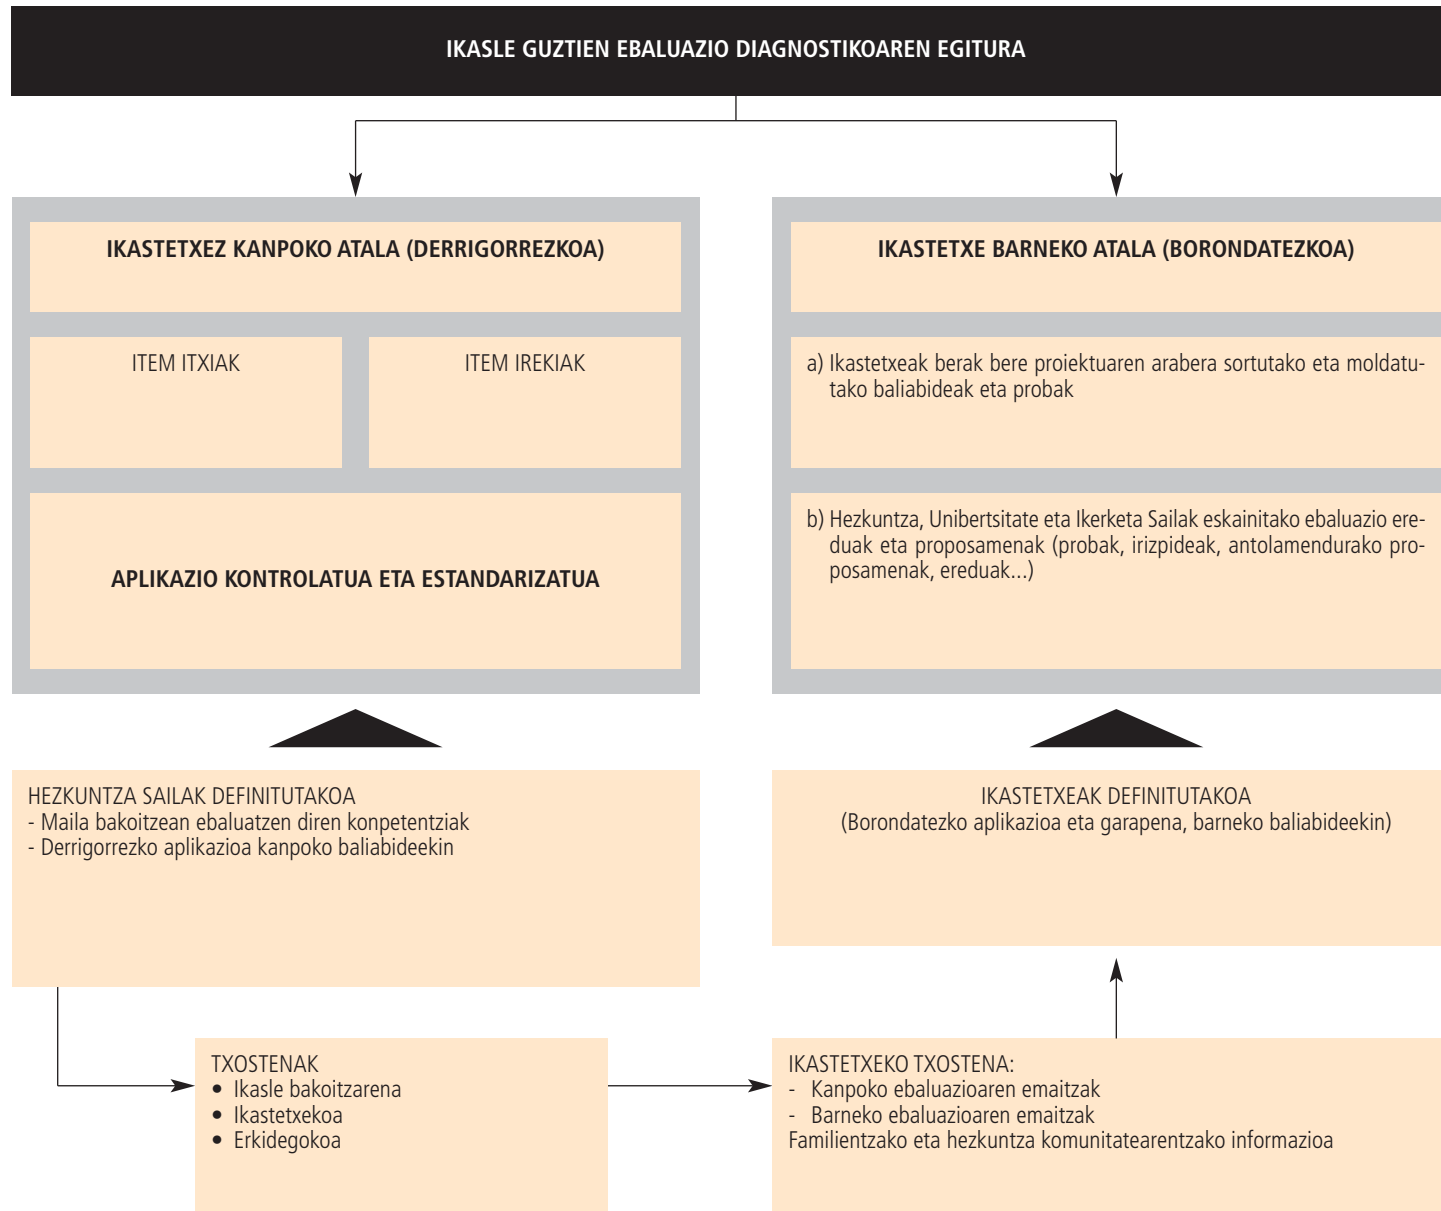 IKASLE GUZTIEN EBALUAZIO DIAGNOSTIKOAREN EGITURA
IKASTETXEZ KANPOKO ATALA (DERRIGORREZKOA)
ITEM ITXIAK
ITEM IREKIAK
APLIKAZIO KONTROLATUA ETA ESTANDARIZATUA
IKASTETXE BARNEKO ATALA (BORONDATEZKOA)
a) Ikastetxeak berak bere proiektuaren arabera sortutako eta moldatu-
tako baliabideak eta probak
b) Hezkuntza, Unibertsitate eta Ikerketa Sailak eskainitako ebaluazio ere-
duak eta proposamenak (probak, irizpideak, antolamendurako pro-
posamenak, ereduak...)
HEZKUNTZA SAILAK DEFINITUTAKOA
- Maila bakoitzean ebaluatzen diren konpetentziak
- Derrigorrezko aplikazioa kanpoko baliabideekin
IKASTETXEAK DEFINITUTAKOA
(Borondatezko aplikazioa eta garapena, barneko baliabideekin)
TXOSTENAK
• Ikasle bakoitzarena
• Ikastetxekoa
• Erkidegokoa
IKASTETXEKO TXOSTENA:
- Kanpoko ebaluazioaren emaitzak
- Barneko ebaluazioaren emaitzak
Familientzako eta hezkuntza komunitatearentzako informazioa